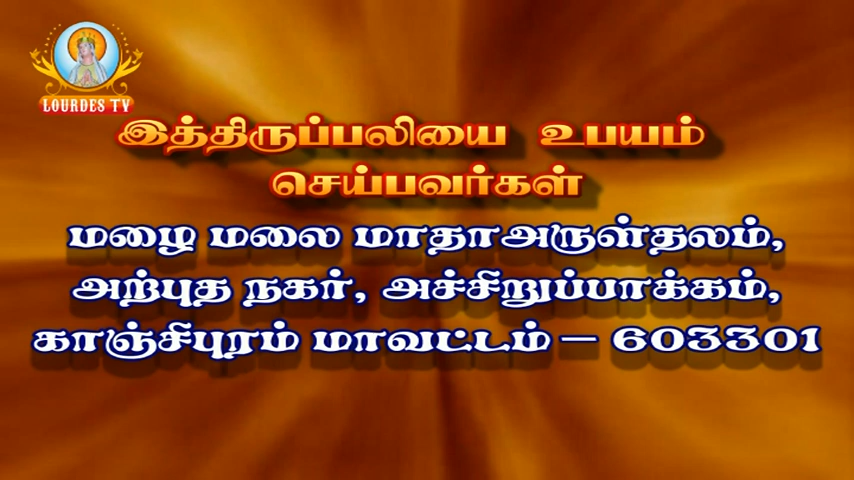 LOURDES TV
இத்திருப்பலியை உபயம்
செய்பவர்கள்
மழை மலை மாதாஅருள்தலம்,
அற்புத நகர், அச்சிறுப்பாக்கம்,
காஞ்சிபுரம் மாவட்டம் – 603301